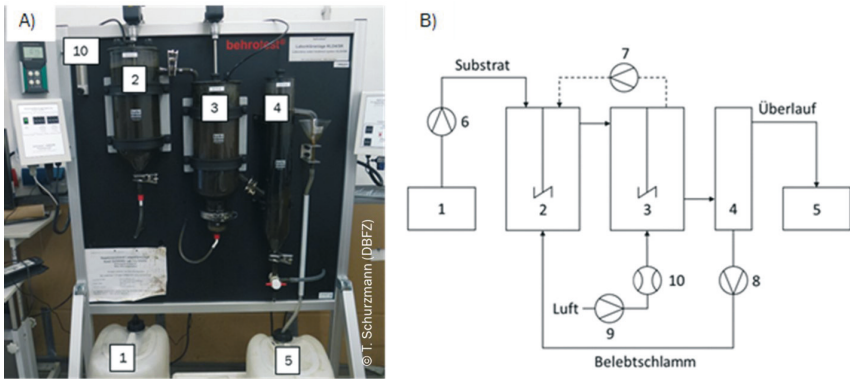 A)
10
2
behrotest®
3
4
1
5
© T. Schurzmann (DBFZ)
B)
Substrat
7
6
Überlauf
1
2
3
4
5
Luft
9
10
8
Belebtschlamm